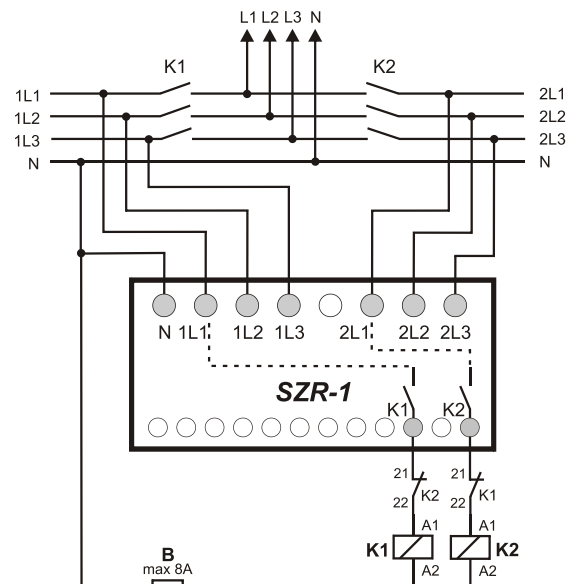 L1 L2 L3 N
K1 K2
1L1 2L1
1L2 2L2
1L3 2L3
N N
N 1L1 1L2 1L3 2L1 2L2 2L3
SZR-1
K1 K2
21 21
22 K2 22 K1
A1 A1
K1 K2
A2 A2
B
max 8A